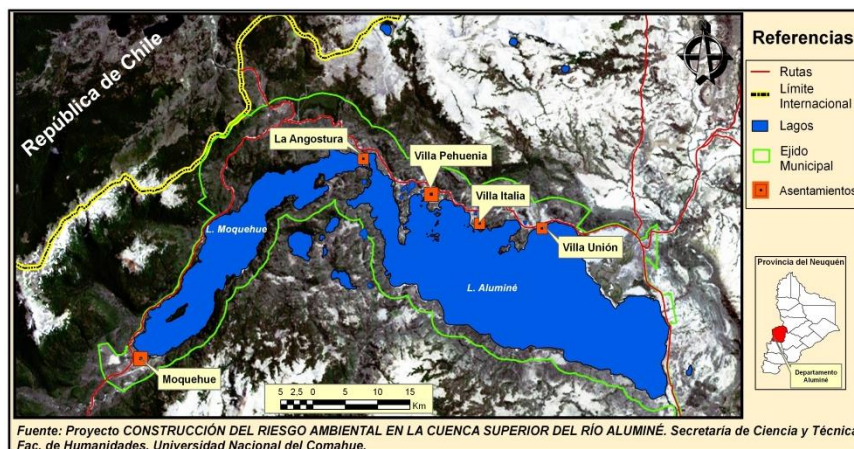 República de Chile
La Angostura
Villa Pehuenia
Villa Italia
Villa Unión
L. Moquehue
L. Aluminé
Moquehue
5 2,5 0 5 10 15
Km
Referencias
Rutas
Límite
Internacional
Lagos
Ejido
Municipal
Asentamientos
Provincia del Neuquén
Departamento
Aluminé
Fuente: Proyecto CONSTRUCCIÓN DEL RIESGO AMBIENTAL EN LA CUENCA SUPERIOR DEL RÍO ALUMINÉ. Secretaría de Ciencia y Técnica
Fac. de Humanidades. Universidad Nacional del Comahue.